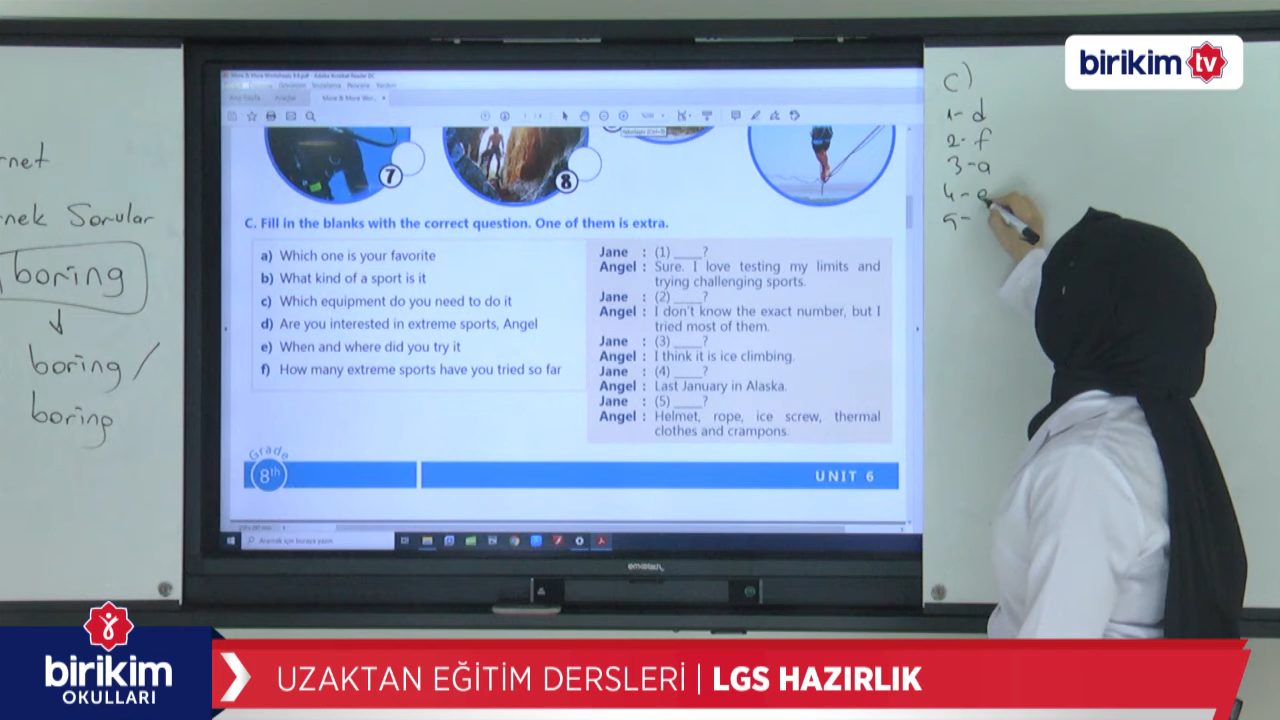 birikim tv
rnet
nek Sorular
boring
boring /
boring
More & More Wor...
7
8
C. Fill in the blanks with the correct question. One of them is extra.
a) Which one is your favorite
b) What kind of a sport is it
c) Which equipment do you need to do it
d) Are you interested in extreme sports, Angel
e) When and where did you try it
f) How many extreme sports have you tried so far
Jane : (1) ____?
Angel : Sure. I love testing my limits and
trying challenging sports.
Jane : (2) ____?
Angel : I don't know the exact number, but I
tried most of them.
Jane : (3) ____?
Angel : I think it is ice climbing.
Jane : (4) ____?
Angel : Last January in Alaska.
Jane : (5) ____?
Angel : Helmet, rope, ice screw, thermal
clothes and crampons.
Grade
8th
UNIT 6
Aramak için buraya yazın
C)
1- d
2- f
3- a
4- e
5-
birikim
OKULLARI
UZAKTAN EĞİTİM DERSLERİ | LGS HAZIRLIK